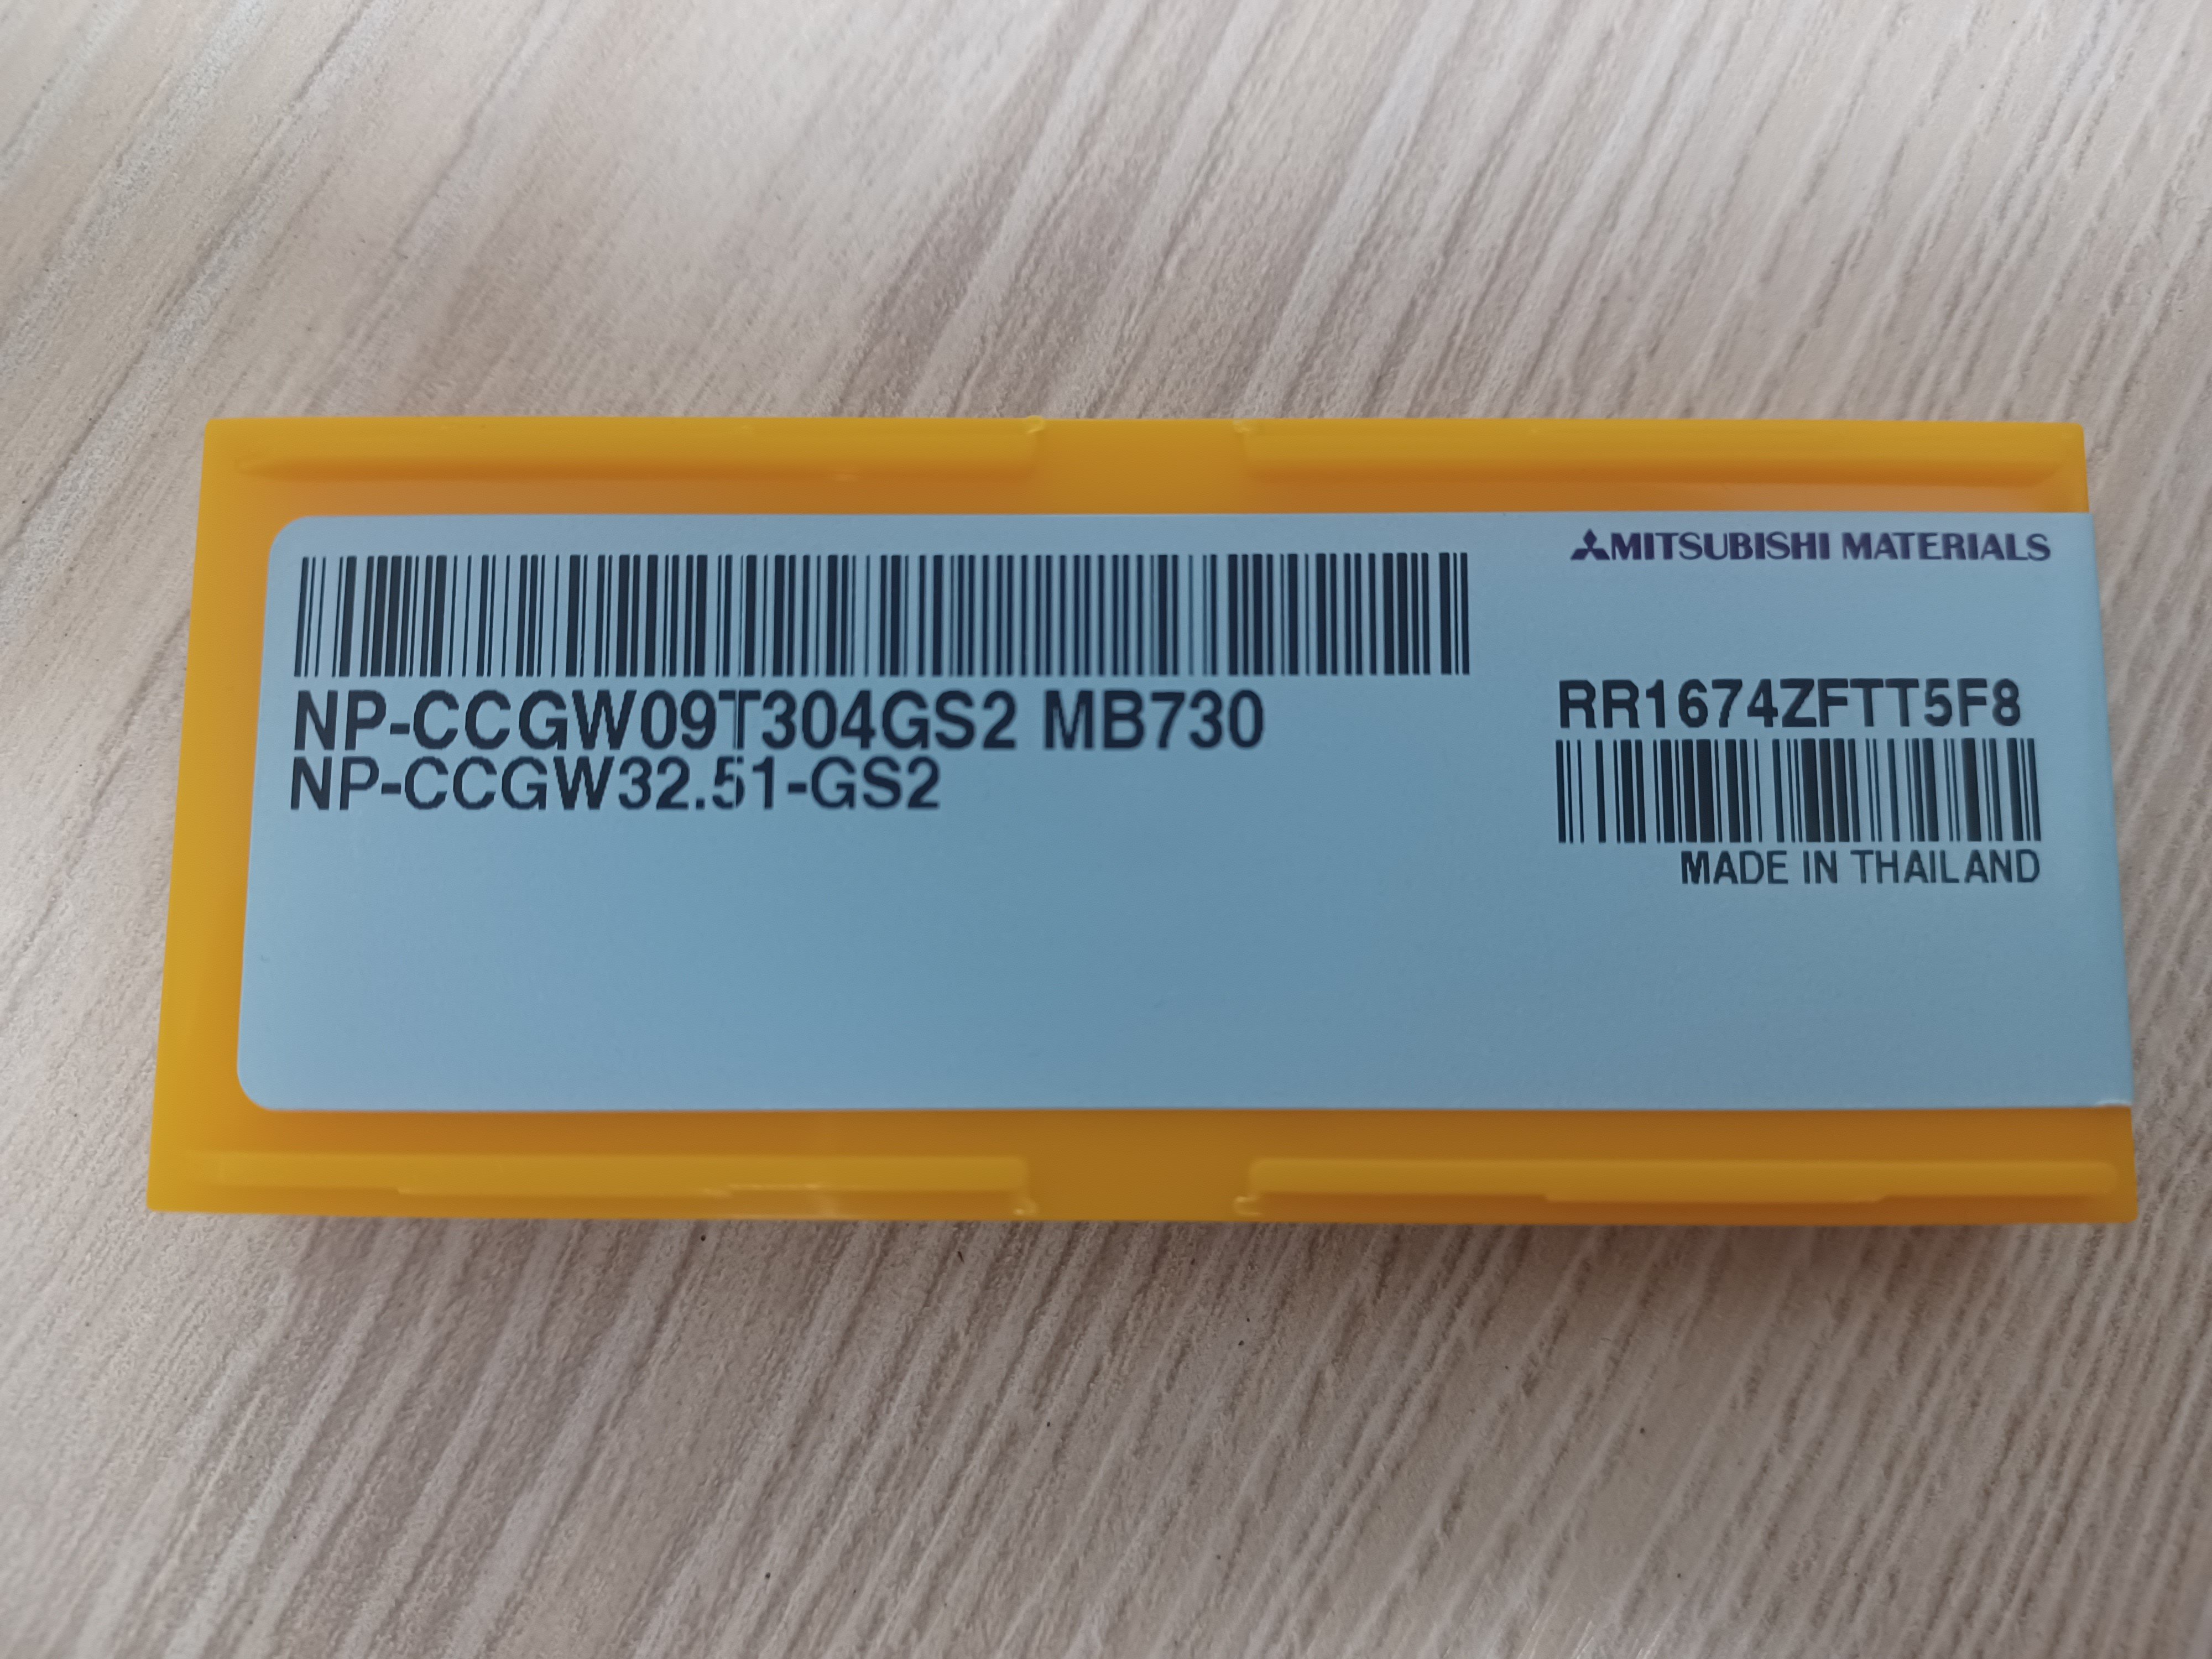 MITSUBISHI MATERIALS
NP-CCGW09T304GS2 MB730
NP-CCGW32.51-GS2
RR1674ZFTT5F8
MADE IN THAILAND